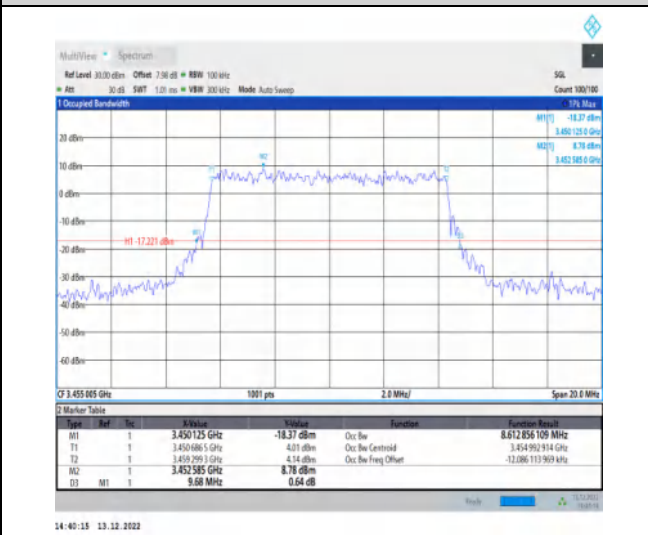 MultiView Spectrum
Ref Level 30.00 dBm Offset 7.98 dB RBW 100 kHz SGL
Att 30 dB SWT 1.01 ms VBW 300 kHz Mode Auto Sweep Count 100/100
1 Occupied Bandwidth 1Pk Max
M1[1] -18.37 dBm
3.450 125 0 GHz
20 dBm M2[1] 8.78 dBm
3.452 585 0 GHz
M2
10 dBm
0 dBm
-10 dBm
M1
H1 -17.221 dBm
-20 dBm
-30 dBm
-40 dBm
-50 dBm
-60 dBm
CF 3.455 005 GHz 1001 pts 2.0 MHz/ Span 20.0 MHz
2 Marker Table
Type Ref Trc X-Value Y-Value Function Function Result
M1 1 3.450125 GHz -18.37 dBm Occ Bw 8.612 856 109 MHz
T1 1 3.450 686 5 GHz 4.01 dBm Occ Bw Centroid 3.454 992 914 GHz
T2 1 3.459 299 3 GHz 4.14 dBm Occ Bw Freq Offset -12.086 113 969 kHz
M2 1 3.452 585 GHz 8.78 dBm
D3 M1 1 9.68 MHz 0.64 dB
Ready
14:40:15 13.12.2022